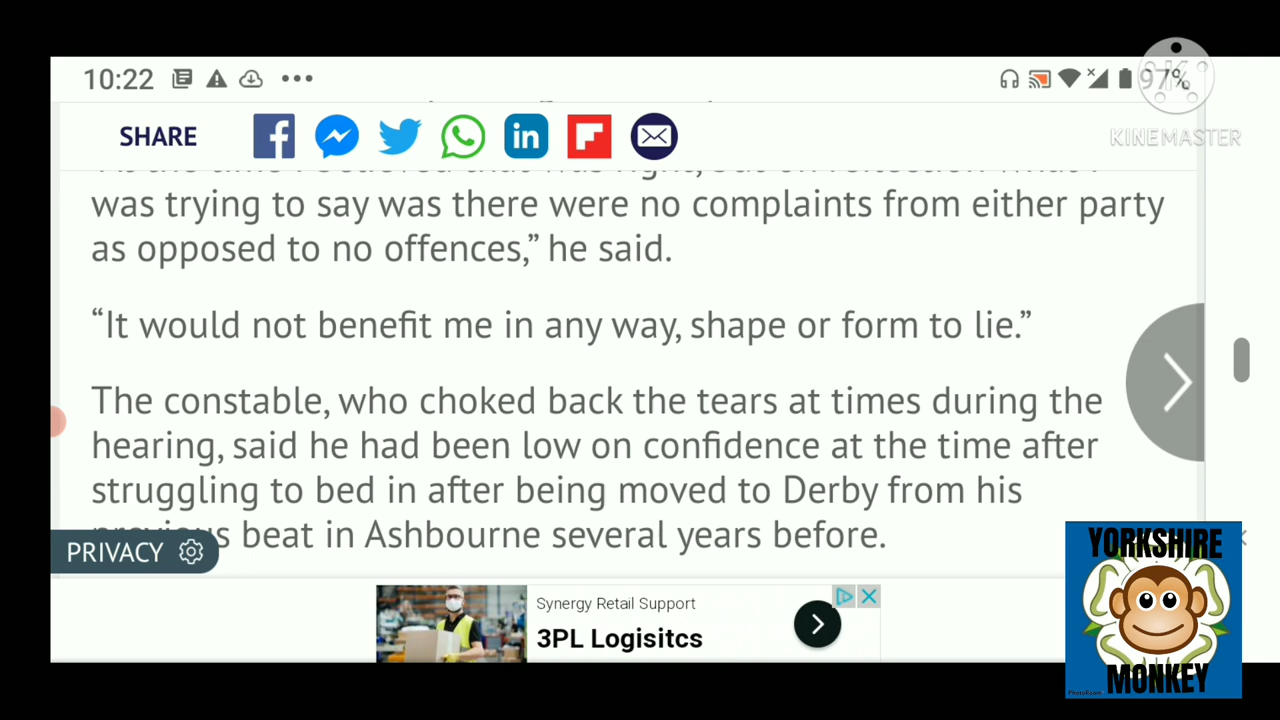 10:22
97%
KINEMASTER
SHARE
was trying to say was there were no complaints from either party
as opposed to no offences,” he said.
“It would not benefit me in any way, shape or form to lie.”
The constable, who choked back the tears at times during the
hearing, said he had been low on confidence at the time after
struggling to bed in after being moved to Derby from his
beat in Ashbourne several years before.
PRIVACY
Synergy Retail Support
3PL Logisitcs
YORKSHIRE
MONKEY
PhotoRoom